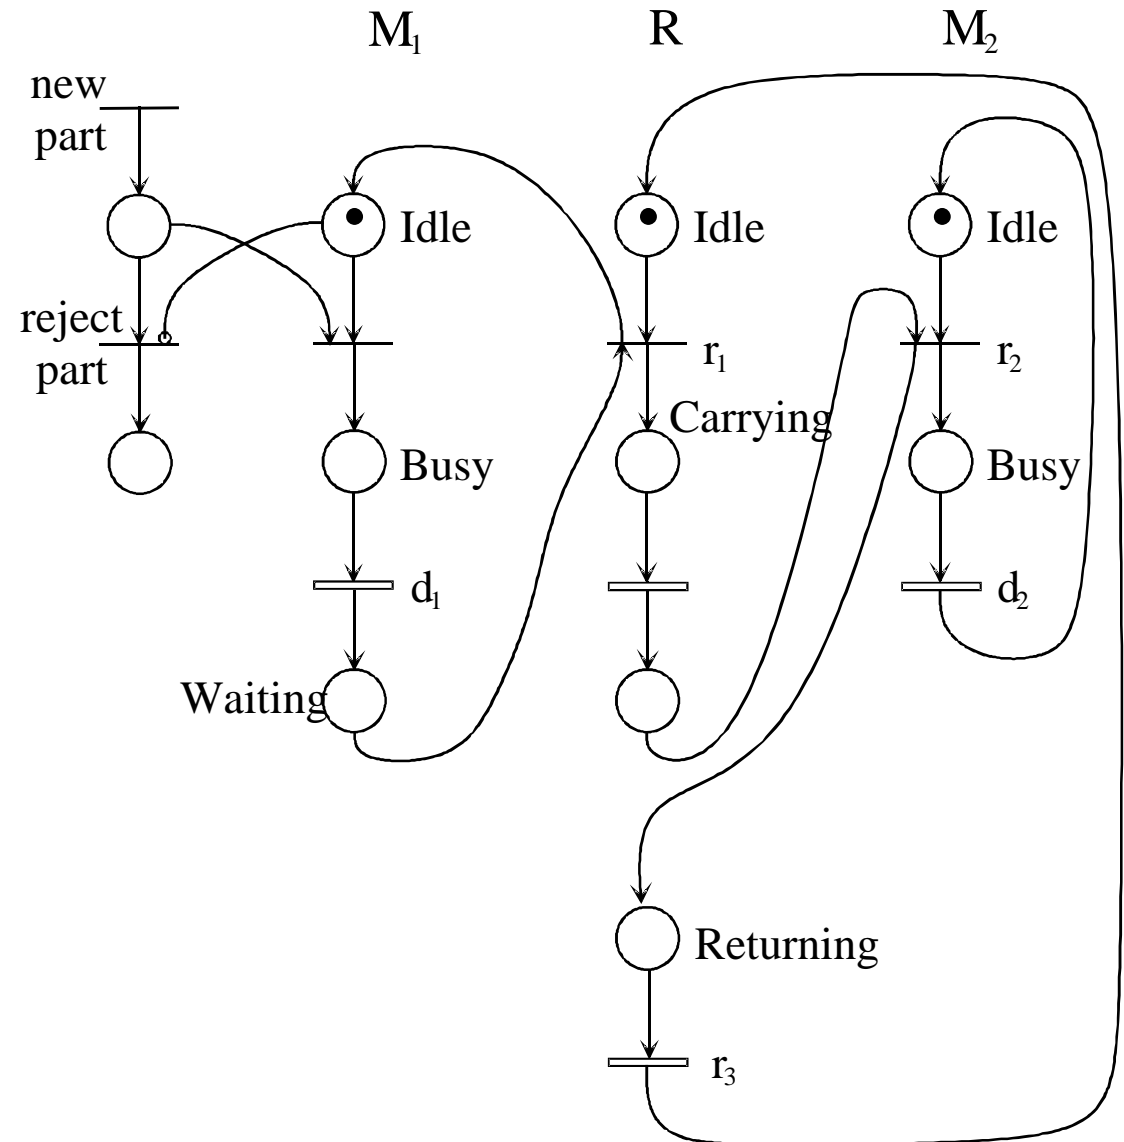 M₁ R M₂
new
part
Idle Idle Idle
reject
part
r₁ r₂
Carrying
Busy Busy
d₁ d₂
Waiting
Returning
r₃